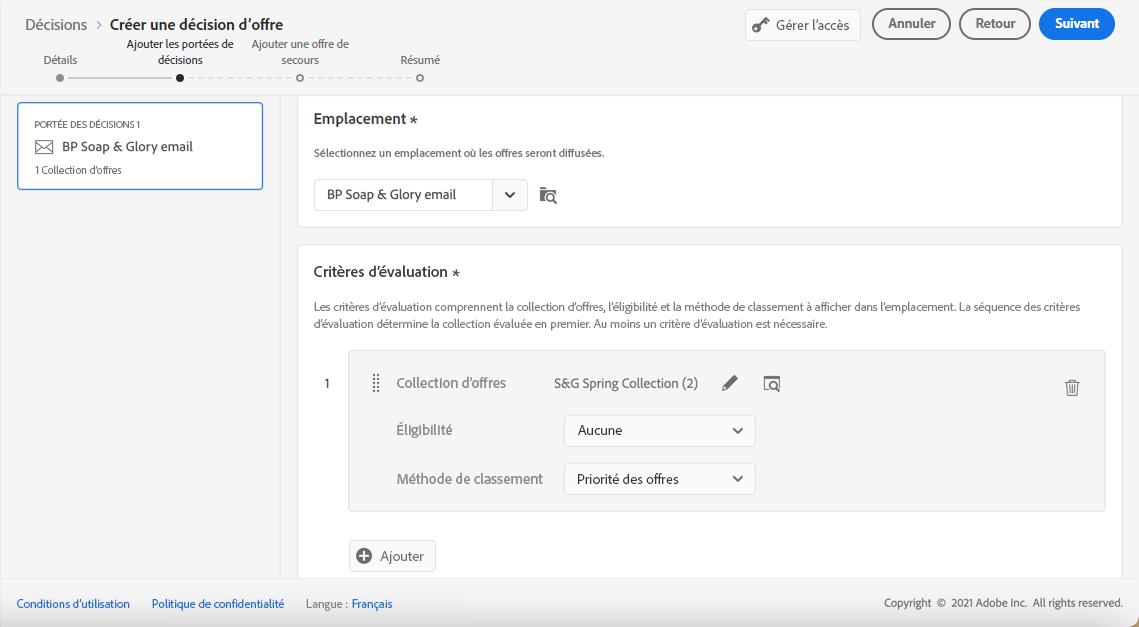 Décisions > Créer une décision d'offre
Gérer l'accès
Annuler
Retour
Suivant
Détails
Ajouter les portées de décisions
Ajouter une offre de secours
Résumé
PORTÉE DES DÉCISIONS 1
BP Soap & Glory email
1 Collection d'offres
Emplacement *
Sélectionnez un emplacement où les offres seront diffusées.
BP Soap & Glory email
Critères d'évaluation *
Les critères d'évaluation comprennent la collection d'offres, l'éligibilité et la méthode de classement à afficher dans l'emplacement. La séquence des critères
d'évaluation détermine la collection évaluée en premier. Au moins un critère d'évaluation est nécessaire.
1
Collection d'offres
S&G Spring Collection (2)
Éligibilité
Aucune
Méthode de classement
Priorité des offres
Ajouter
Conditions d'utilisation
Politique de confidentialité
Langue : Français
Copyright © 2021 Adobe Inc. All rights reserved.